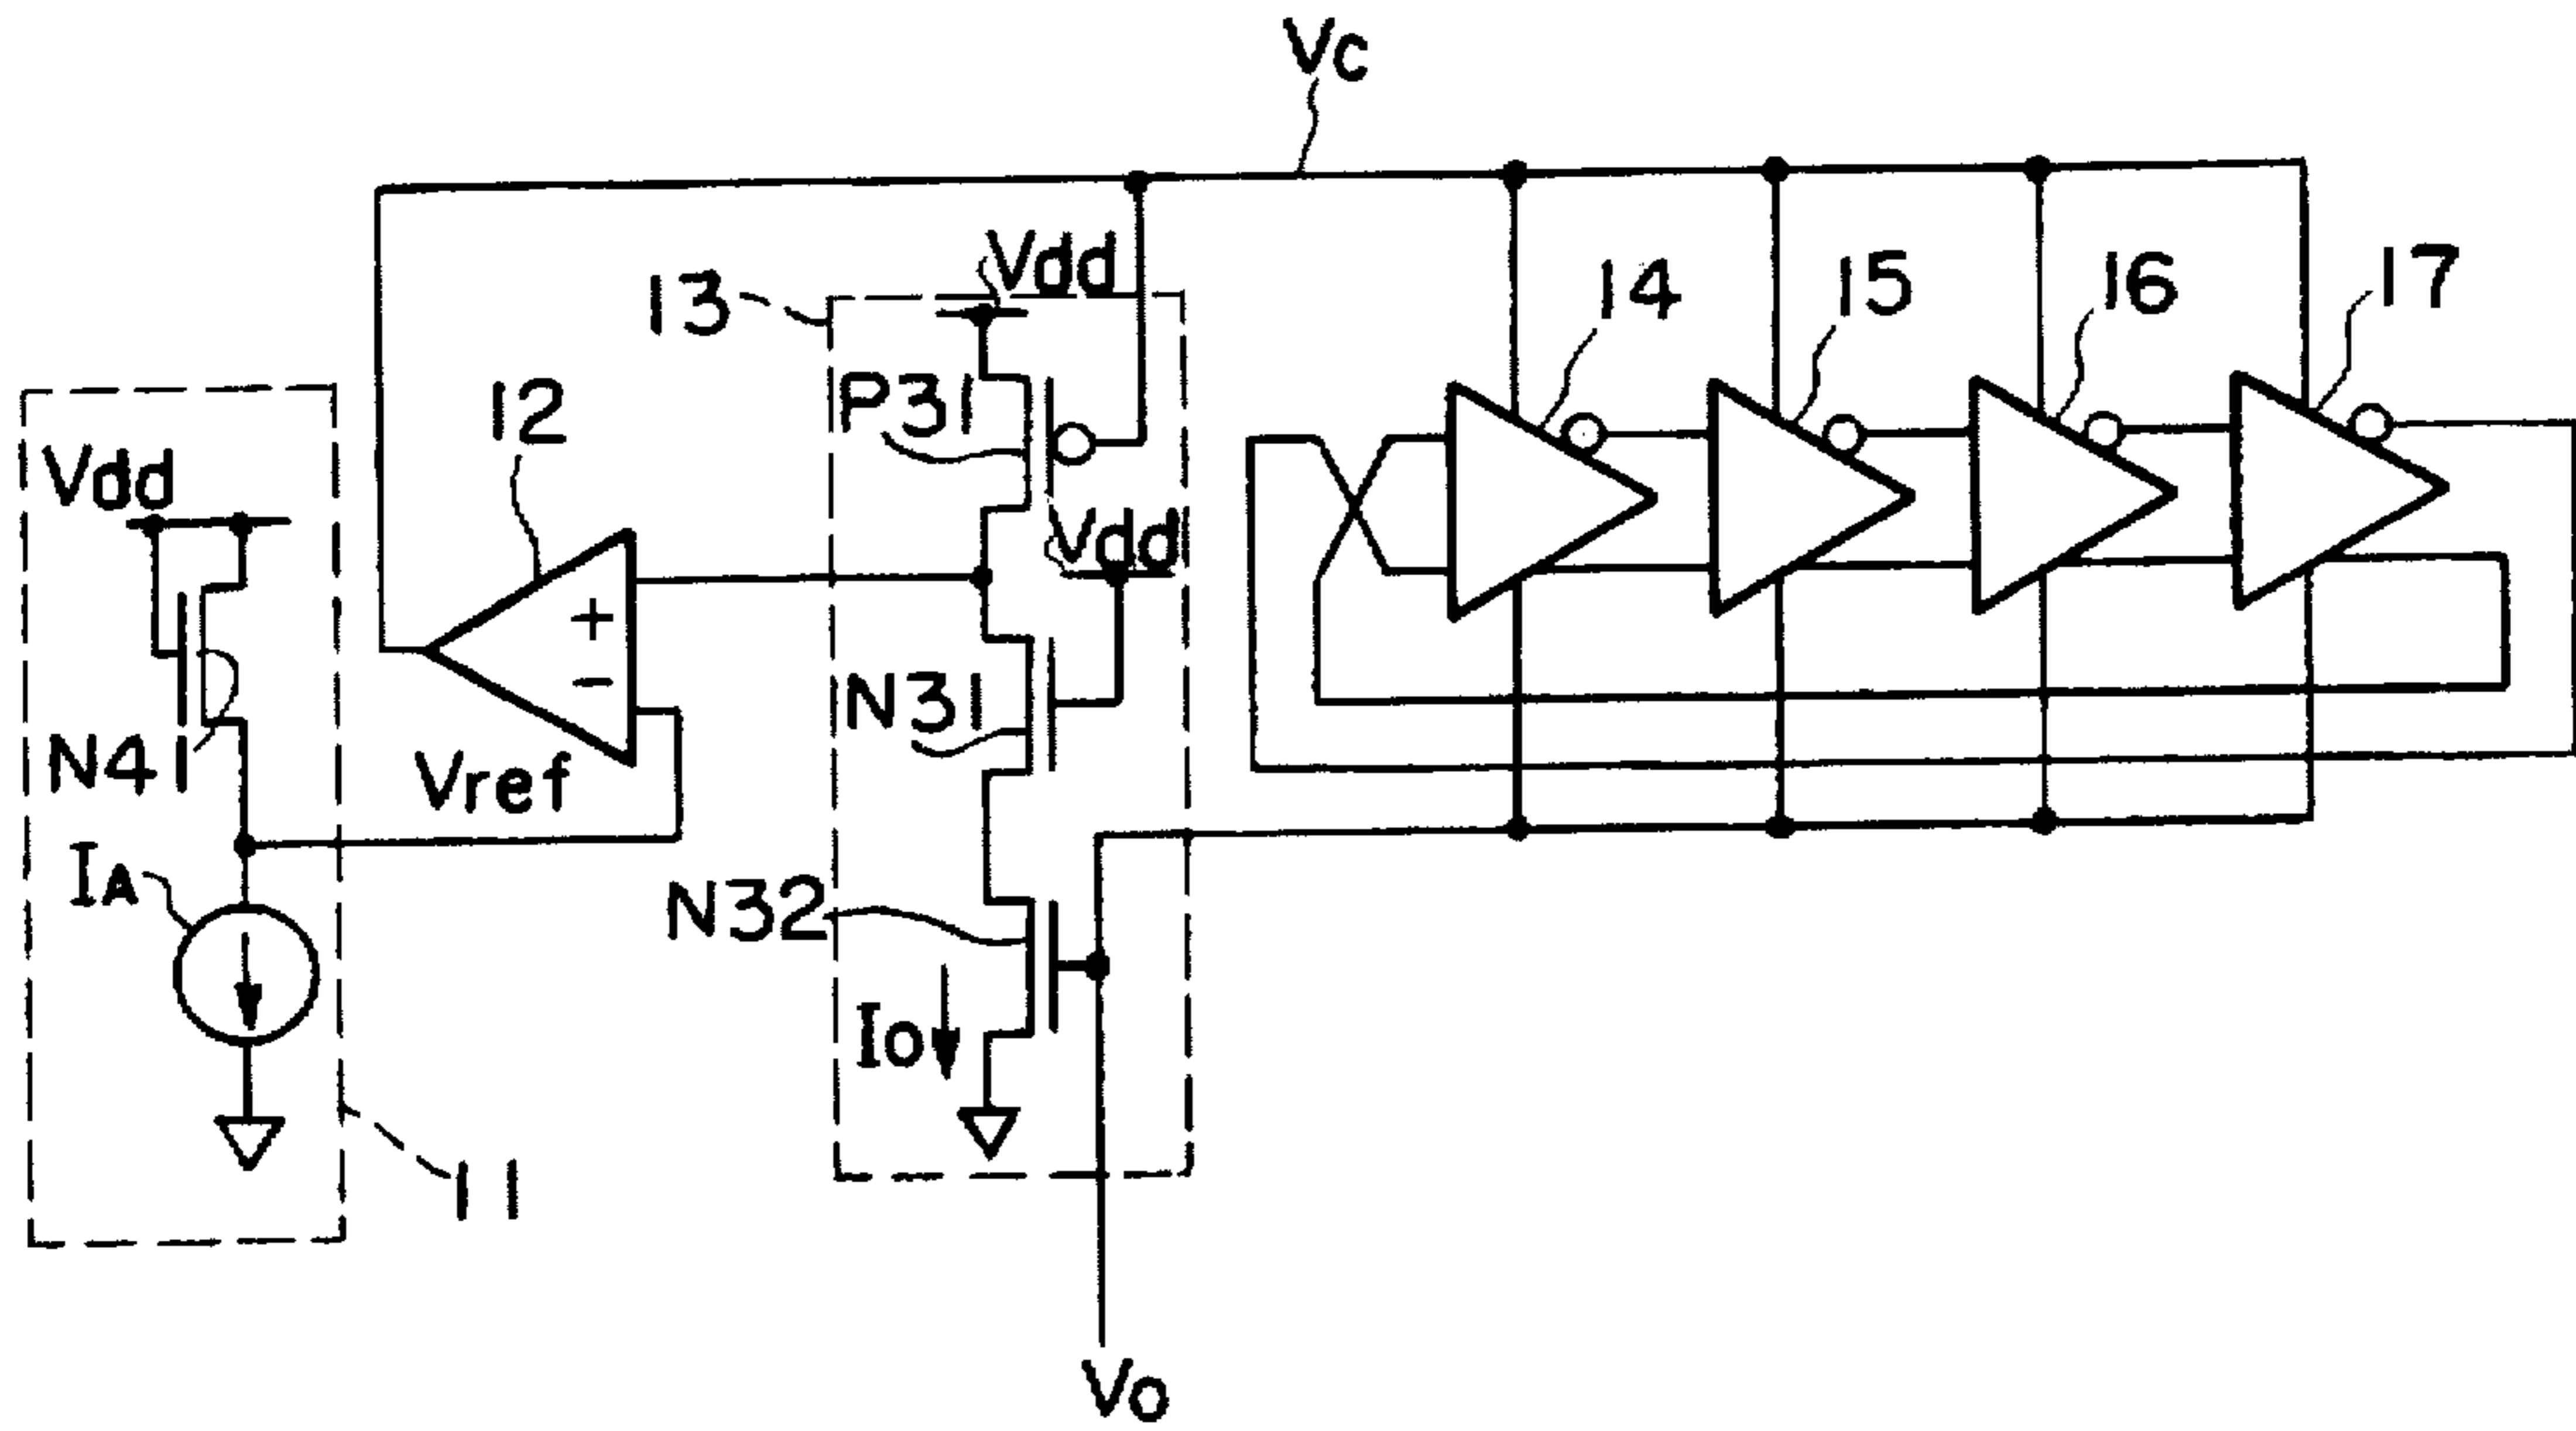 Vc
Vdd
13
14
15
16
17
P31
12
Vdd
Vdd
+
−
N31
N41
Vref
IA
N32
Io
11
Vo